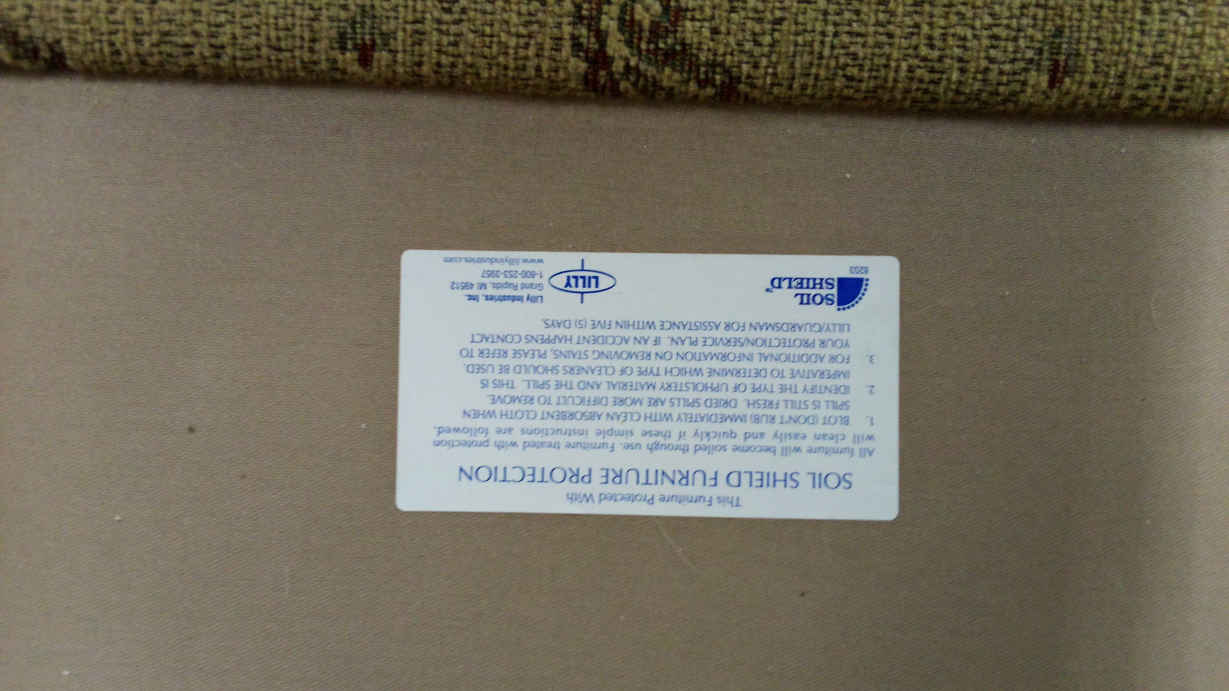 This Furniture Protected With
SOIL SHIELD FURNITURE PROTECTION
All furniture will become soiled through use. Furniture treated with protection
will clean easily and quickly if these simple instructions are followed.
1. BLOT (DON'T RUB) IMMEDIATELY WITH CLEAN ABSORBENT CLOTH WHEN
SPILL IS STILL FRESH. DRIED SPILLS ARE MORE DIFFICULT TO REMOVE.
2. IDENTIFY THE TYPE OF UPHOLSTERY MATERIAL AND THE SPILL. THIS IS
IMPERATIVE TO DETERMINE WHICH TYPE OF CLEANERS SHOULD BE USED.
3. FOR ADDITIONAL INFORMATION ON REMOVING STAINS, PLEASE REFER TO
YOUR PROTECTION/SERVICE PLAN. IF AN ACCIDENT HAPPENS CONTACT
LILLY/GUARDSMAN FOR ASSISTANCE WITHIN FIVE (5) DAYS.
SOIL
SHIELD™
8203
LILLY
Lilly Industries, Inc.
Grand Rapids, MI 49512
1-800-253-3957
www.lillyindustries.com